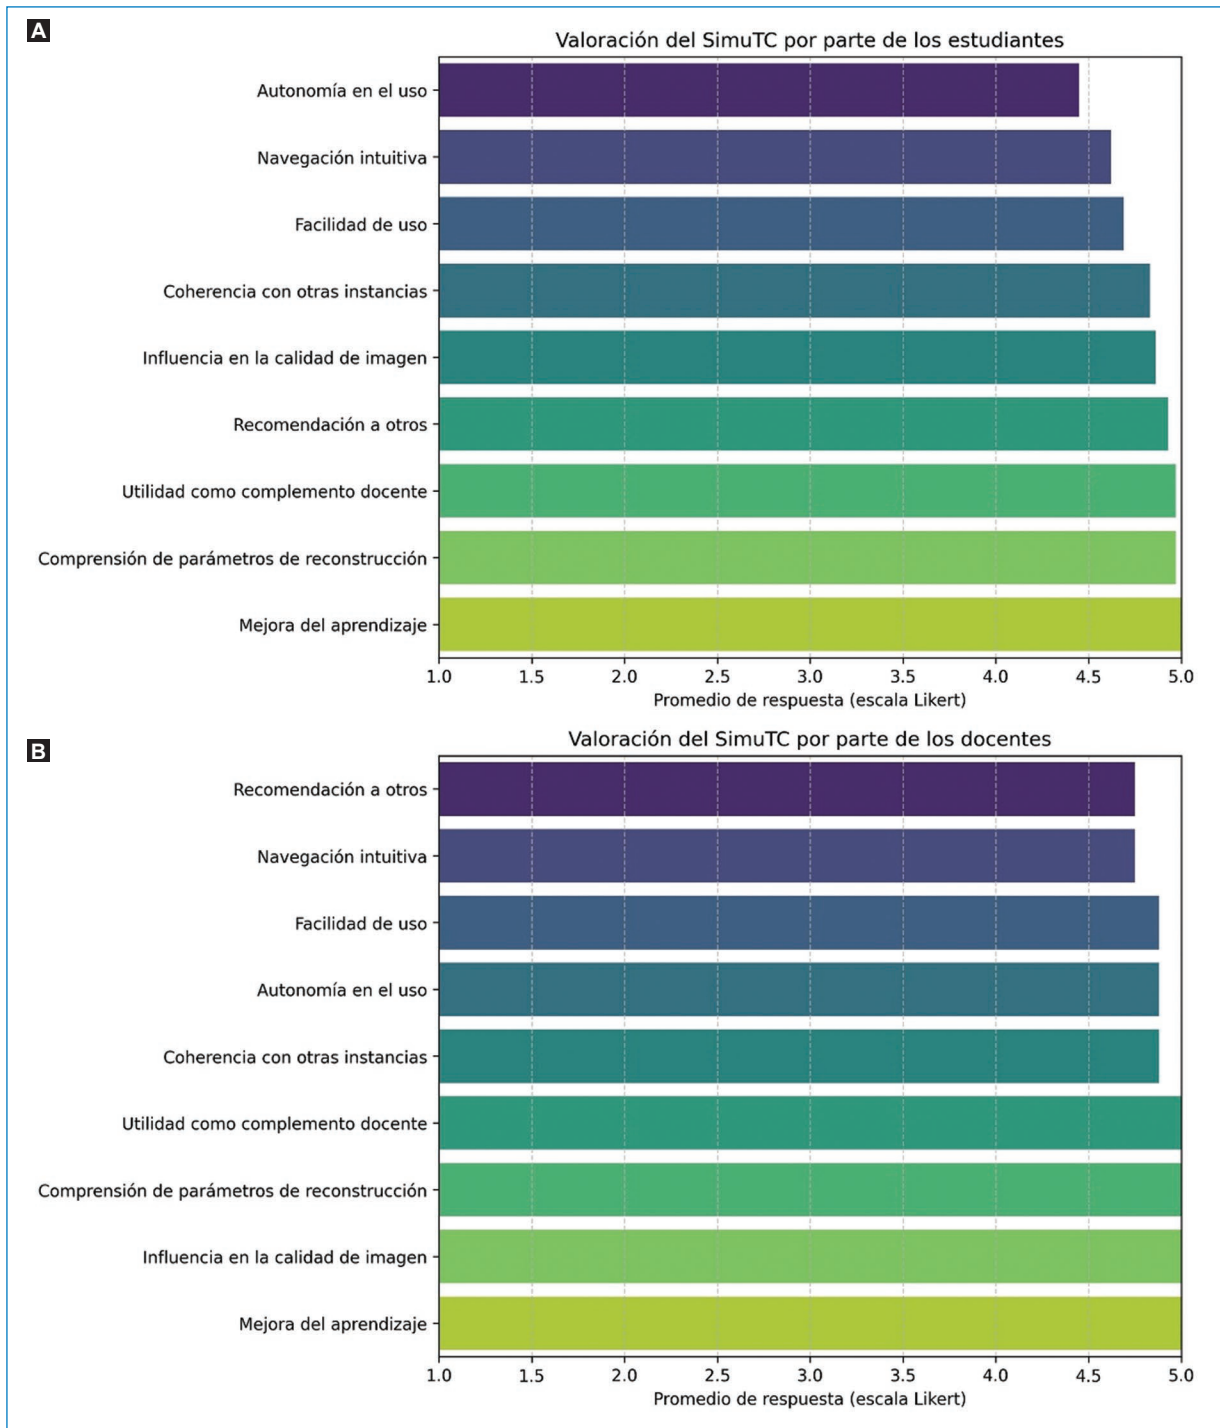 A
Valoración del SimuTC por parte de los estudiantes
Autonomía en el uso
Navegación intuitiva
Facilidad de uso
Coherencia con otras instancias
Influencia en la calidad de imagen
Recomendación a otros
Utilidad como complemento docente
Comprensión de parámetros de reconstrucción
Mejora del aprendizaje
1.0 1.5 2.0 2.5 3.0 3.5 4.0 4.5 5.0
Promedio de respuesta (escala Likert)
B
Valoración del SimuTC por parte de los docentes
Recomendación a otros
Navegación intuitiva
Facilidad de uso
Autonomía en el uso
Coherencia con otras instancias
Utilidad como complemento docente
Comprensión de parámetros de reconstrucción
Influencia en la calidad de imagen
Mejora del aprendizaje
1.0 1.5 2.0 2.5 3.0 3.5 4.0 4.5 5.0
Promedio de respuesta (escala Likert)